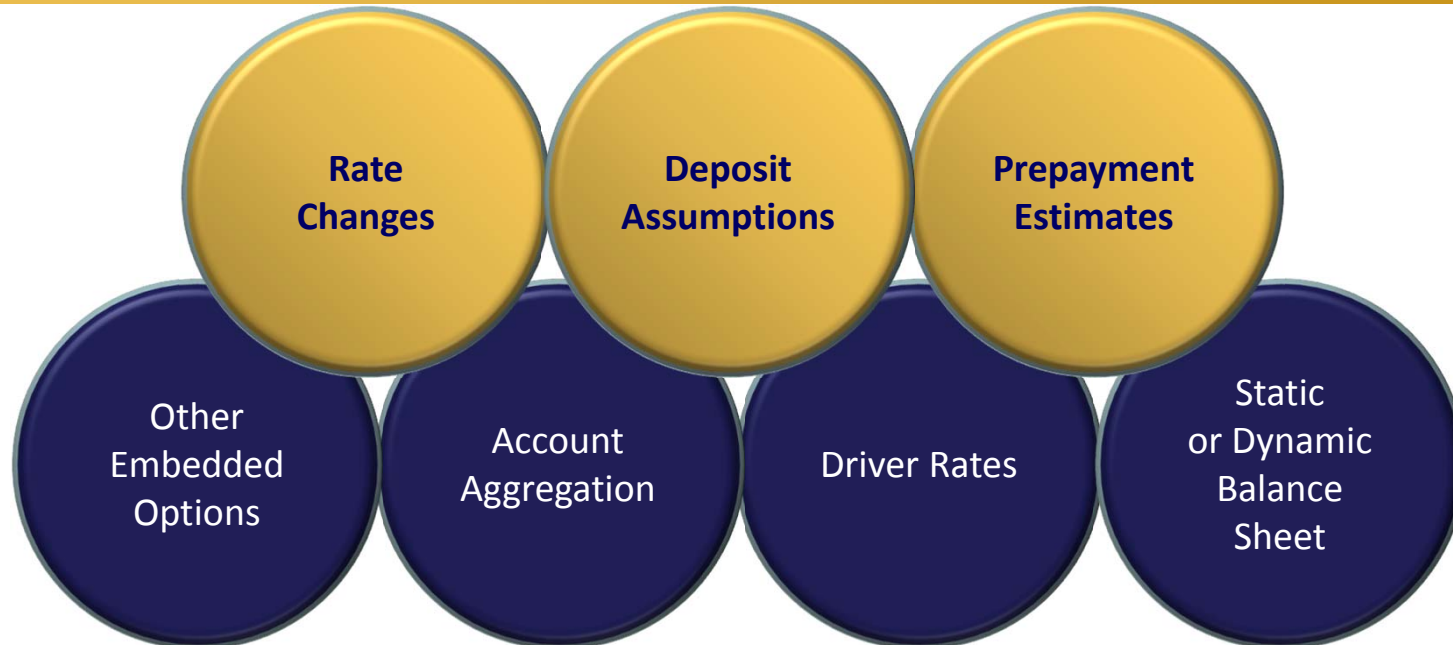 Rate
Changes
Deposit
Assumptions
Prepayment
Estimates
Other
Embedded
Options
Account
Aggregation
Driver Rates
Static
or Dynamic
Balance
Sheet